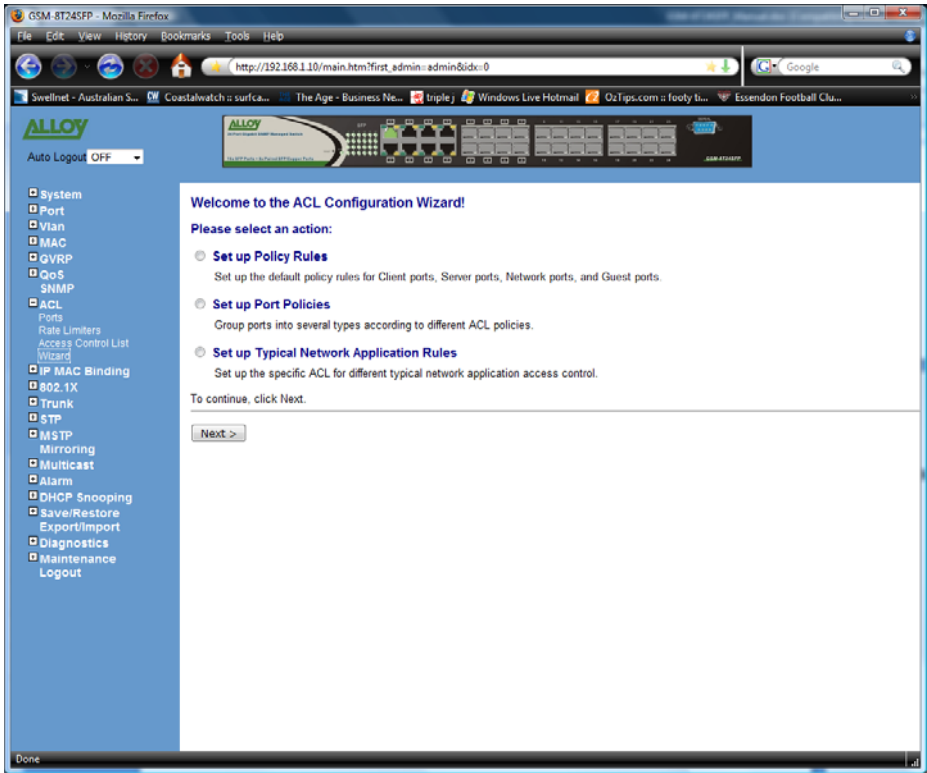 GSM-8T24SFP - Mozilla Firefox
File Edit View History Bookmarks Tools Help
http://192.168.1.10/main.htm?first_admin=admin&idx=0
Google
Swellnet - Australian S... Coastalwatch :: surfca... The Age - Business Ne... triple j Windows Live Hotmail OzTips.com :: footy ti... Essendon Football Clu...
ALLOY
ALLOY
Auto Logout OFF
System
Port
Vlan
MAC
GVRP
QoS
SNMP
ACL
Ports
Rate Limiters
Access Control List
Wizard
IP MAC Binding
802.1X
Trunk
STP
MSTP
Mirroring
Multicast
Alarm
DHCP Snooping
Save/Restore
Export/Import
Diagnostics
Maintenance
Logout
Welcome to the ACL Configuration Wizard!
Please select an action:
Set up Policy Rules
Set up the default policy rules for Client ports, Server ports, Network ports, and Guest ports.
Set up Port Policies
Group ports into several types according to different ACL policies.
Set up Typical Network Application Rules
Set up the specific ACL for different typical network application access control.
To continue, click Next.
Next >
Done